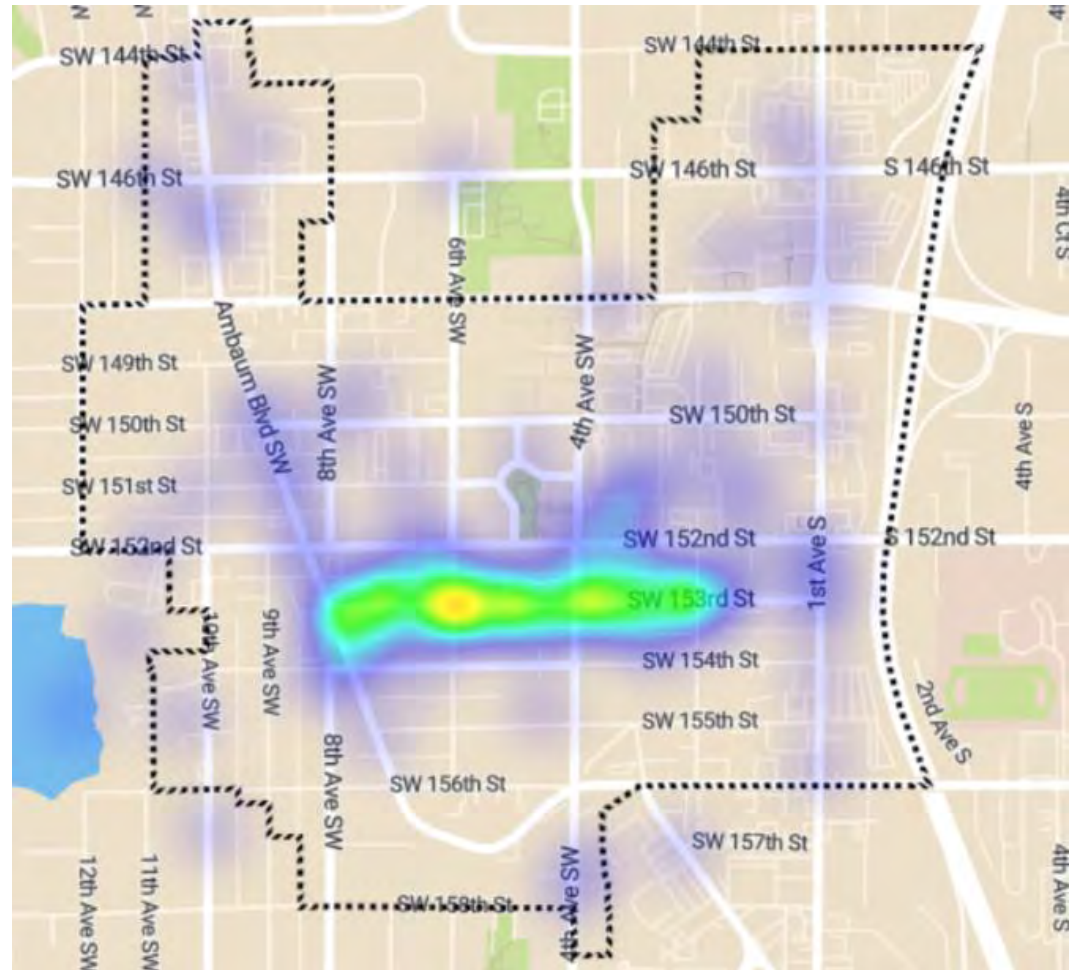 SW 144th St
SW 144th St
SW 146th St
SW 146th St
S 146th St
4th Ct S
6th Ave SW
Ambaum Blvd SW
8th Ave SW
4th Ave SW
SW 149th St
SW 150th St
SW 150th St
4th Ave S
SW 151st St
SW 152nd St
SW 152nd St
S 152nd St
1st Ave S
SW 153rd St
9th Ave SW
10th Ave SW
SW 154th St
2nd Ave S
SW 155th St
8th Ave SW
SW 156th St
SW 157th St
12th Ave SW
11th Ave SW
4th Ave SW
4th Ave S
SW 158th St